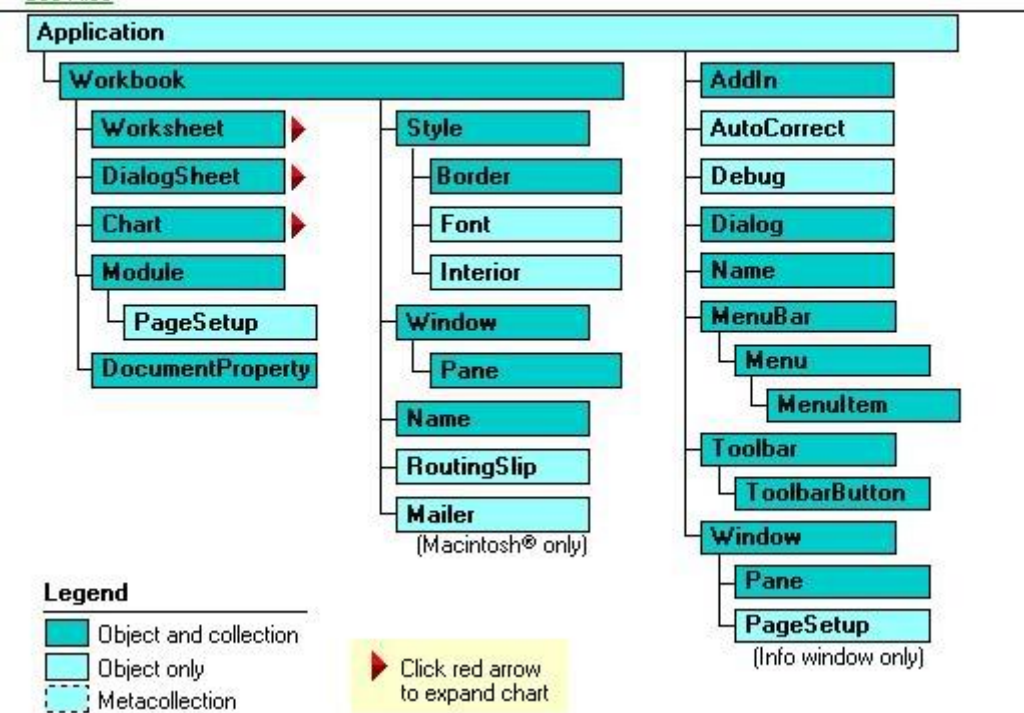 Application
Workbook
Worksheet
DialogSheet
Chart
Module
PageSetup
DocumentProperty
Style
Border
Font
Interior
Window
Pane
Name
RoutingSlip
Mailer
(Macintosh® only)
AddIn
AutoCorrect
Debug
Dialog
Name
MenuBar
Menu
MenuItem
Toolbar
ToolbarButton
Window
Pane
PageSetup
(Info window only)
Legend
Object and collection
Object only
Metacollection
Click red arrow
to expand chart